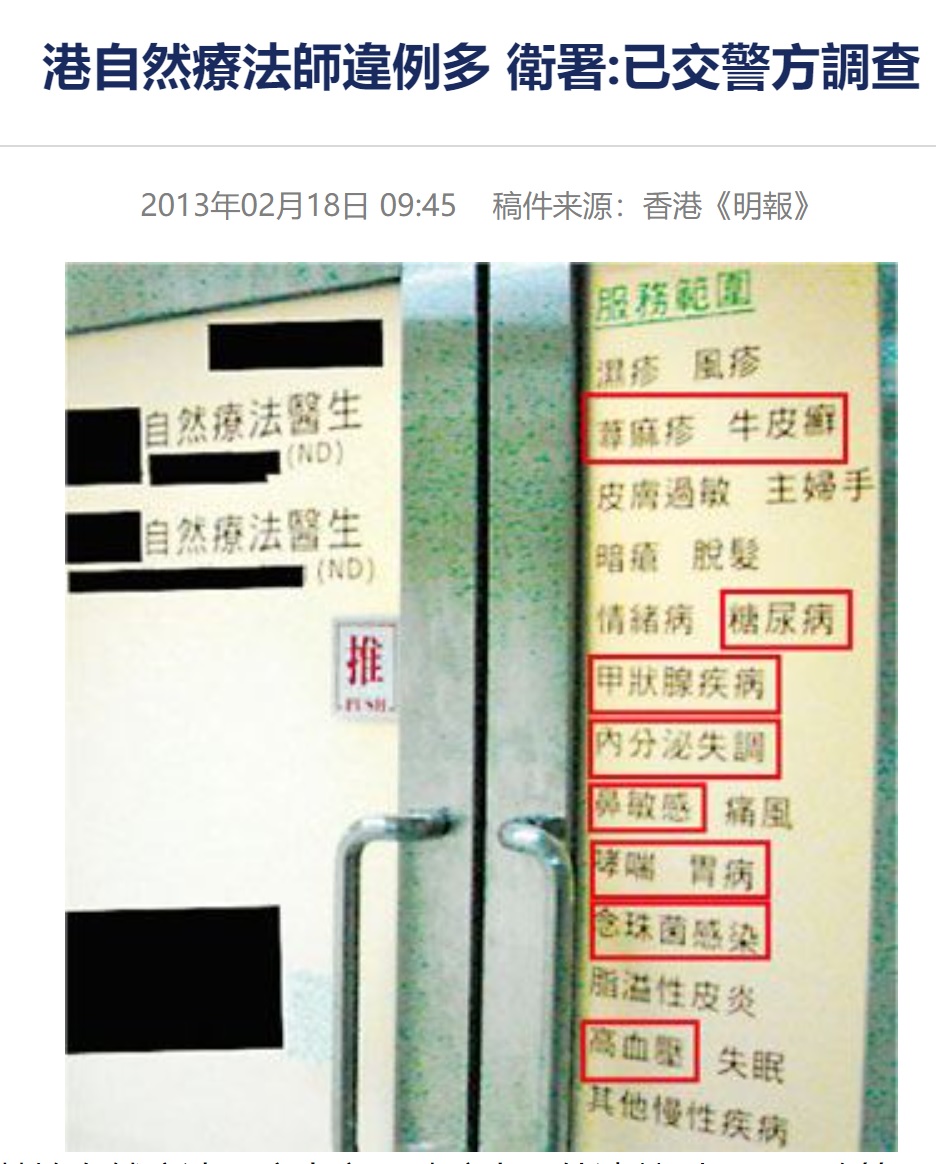 港自然療法師違例多 衛署:已交警方調查
2013年02月18日 09:45 稿件来源：香港《明報》
自然療法醫生
(ND)
自然療法醫生
(ND)
推
PUSH
服務範圍
濕疹 風疹
蕁麻疹 牛皮癬
皮膚過敏 主婦手
暗瘡 脫髮
情緒病 糖尿病
甲狀腺疾病
內分泌失調
鼻敏感 痛風
哮喘 胃病
念珠菌感染
脂溢性皮炎
高血壓 失眠
其他慢性疾病